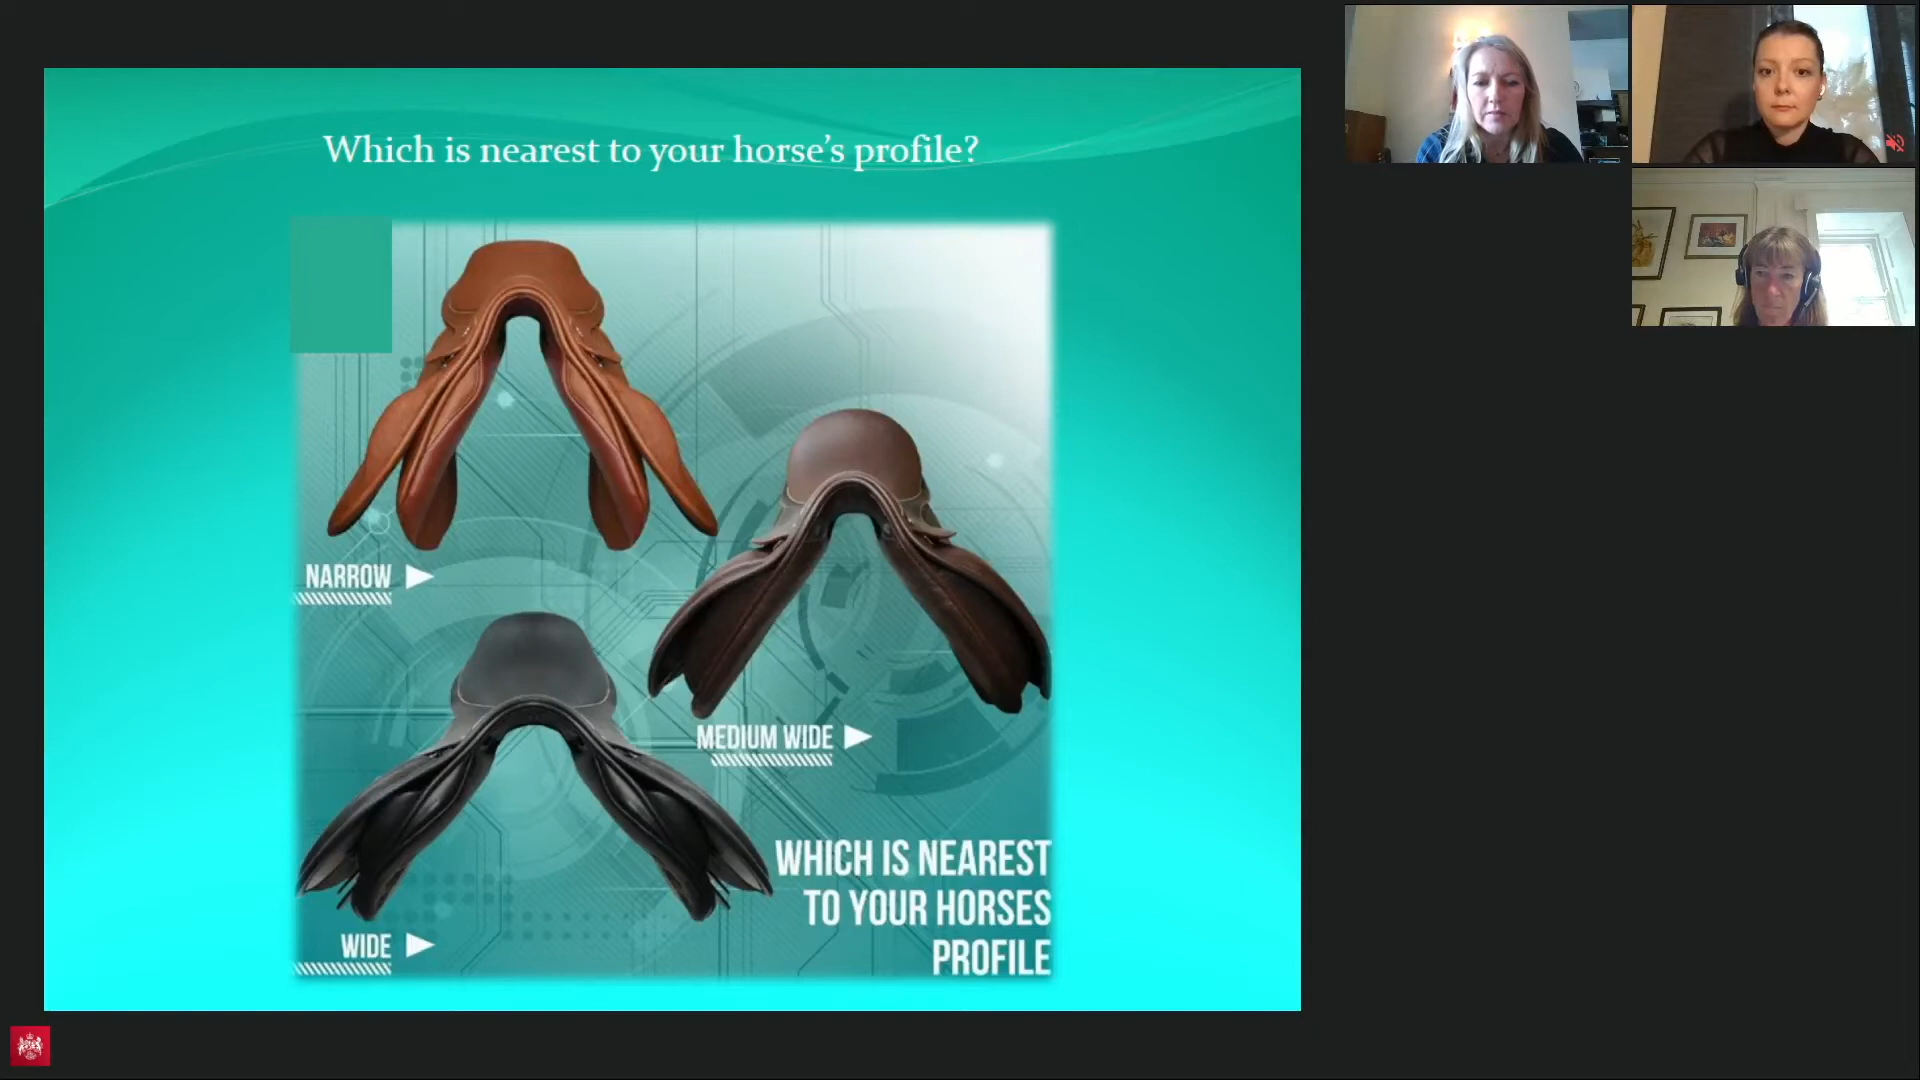 Which is nearest to your horse’s profile?
NARROW
MEDIUM WIDE
WIDE
WHICH IS NEAREST
TO YOUR HORSES
PROFILE